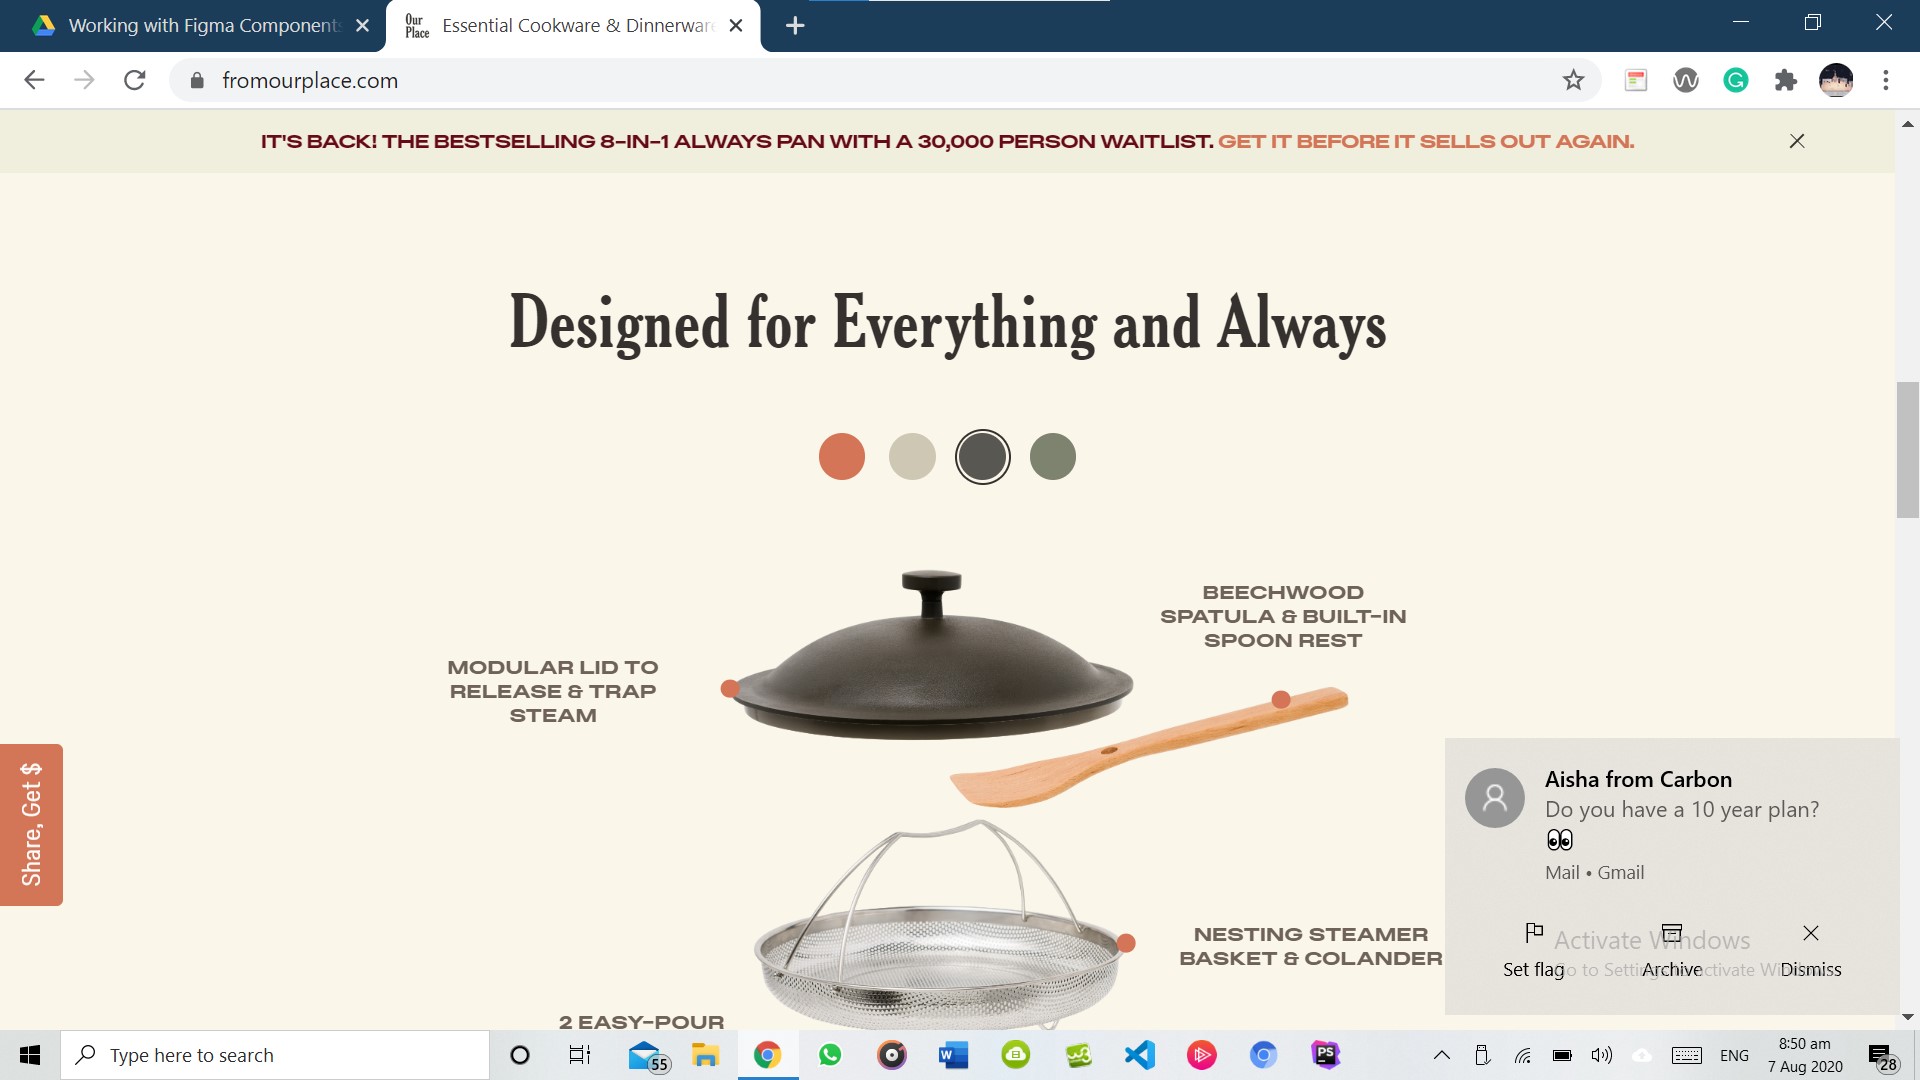 Working with Figma Component
Our
Place
Essential Cookware & Dinnerware
fromourplace.com
IT'S BACK! THE BESTSELLING 8-IN-1 ALWAYS PAN WITH A 30,000 PERSON WAITLIST. GET IT BEFORE IT SELLS OUT AGAIN.
Designed for Everything and Always
BEECHWOOD
SPATULA & BUILT-IN
SPOON REST
MODULAR LID TO
RELEASE & TRAP
STEAM
Share, Get $
NESTING STEAMER
BASKET & COLANDER
2 EASY-POUR
Aisha from Carbon
Do you have a 10 year plan?
Mail • Gmail
Activate Windows
Go to Settings to activate Windows.
Set flag
Archive
Dismiss
Type here to search
55
ENG
8:50 am
7 Aug 2020
28